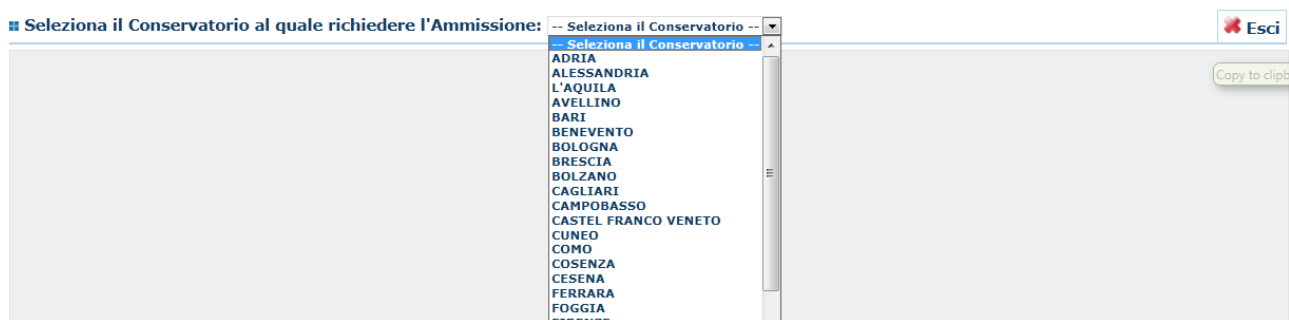 Seleziona il Conservatorio al quale richiedere l'Ammissione: -- Seleziona il Conservatorio -- Esci
-- Seleziona il Conservatorio --
ADRIA
ALESSANDRIA
L'AQUILA
AVELLINO
BARI
BENEVENTO
BOLOGNA
BRESCIA
BOLZANO
CAGLIARI
CAMPOBASSO
CASTEL FRANCO VENETO
CUNEO
COMO
COSENZA
CESENA
FERRARA
FOGGIA
Copy to clipb